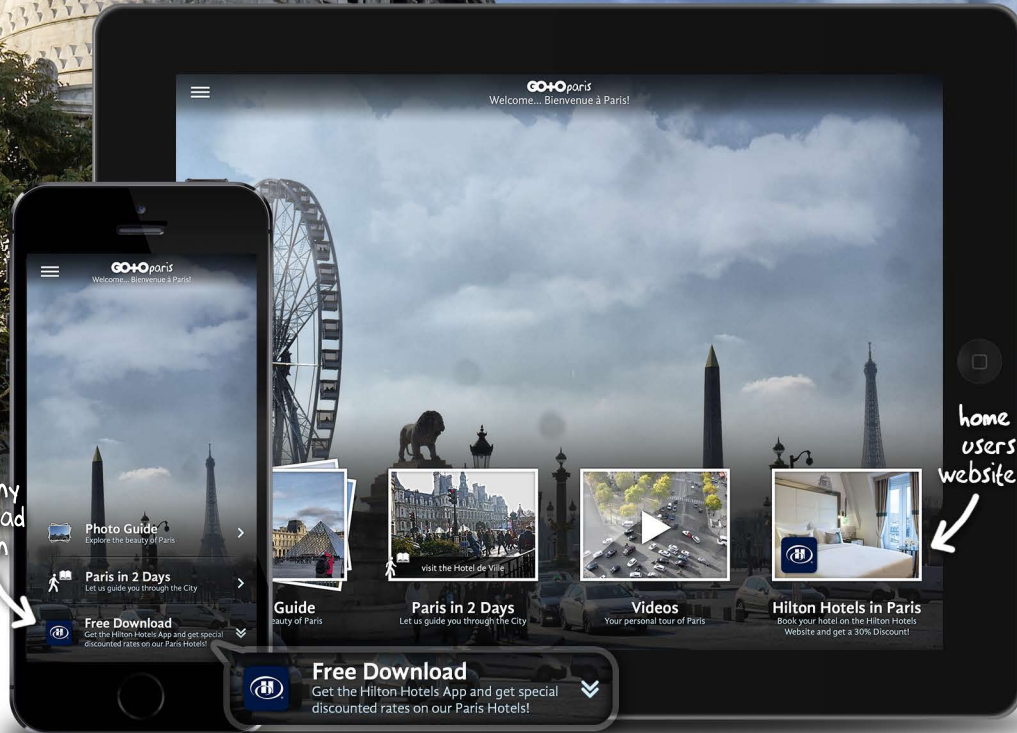 GO+Oparis
Welcome... Bienvenue à Paris!
Guide
Paris in 2 Days
Let us guide you through the City
visit the Hotel de Ville
Videos
Your personal tour of Paris
Hilton Hotels in Paris
Book your hotel on the Hilton Hotels
Website and get a 30% Discount!
home
users
website
GO+Oparis
Welcome... Bienvenue à Paris!
Photo Guide
Explore the beauty of Paris
Paris in 2 Days
Let us guide you through the City
Free Download
Get the Hilton Hotels App and get special
discounted rates on our Paris Hotels!
Free Download
Get the Hilton Hotels App and get special
discounted rates on our Paris Hotels!